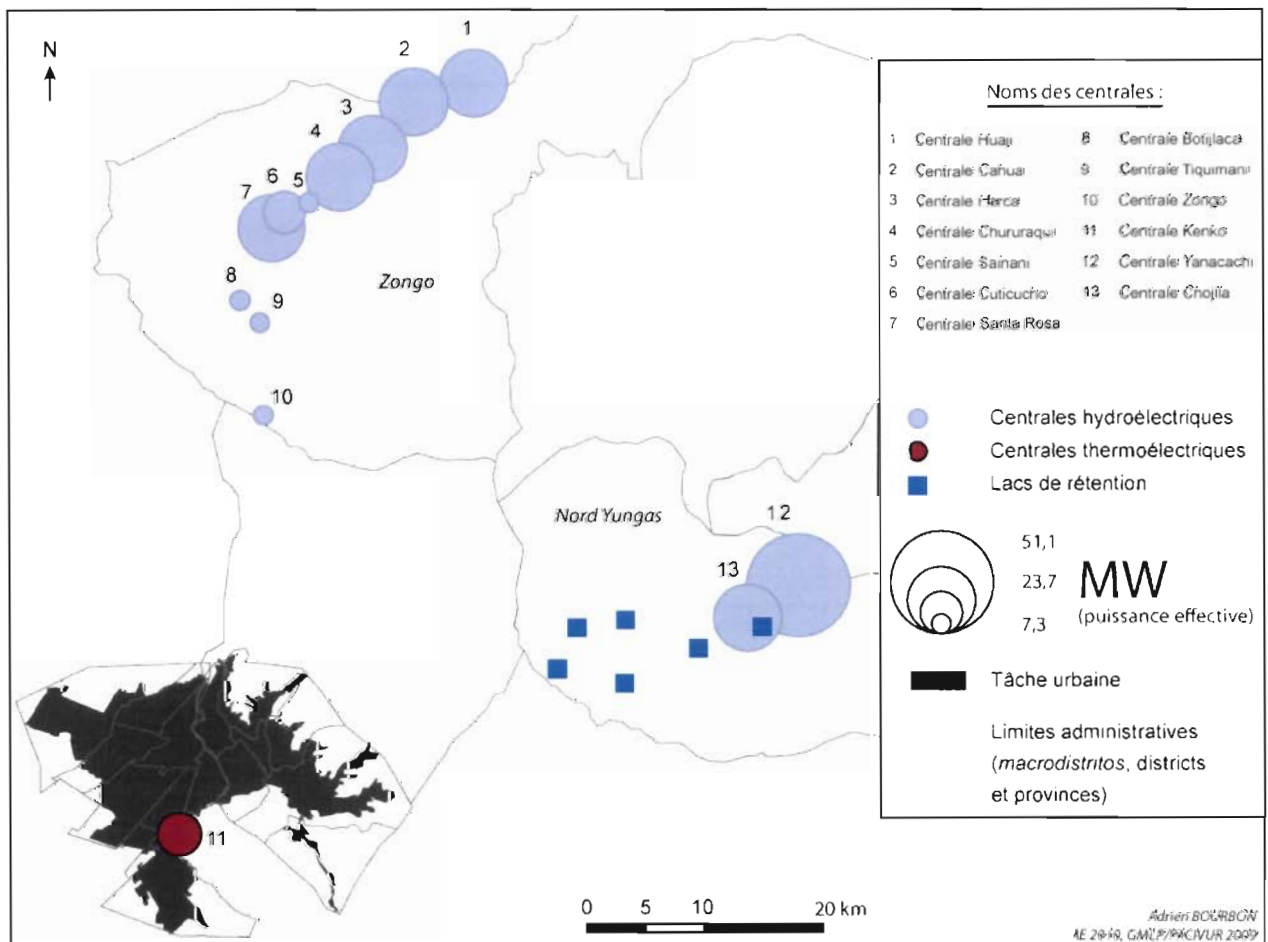 N
1
2
3
4
5
6
7
8
9
10
Zongo
Nord Yungas
12
13
11
0 5 10 20 km
Noms des centrales :
1 Centrale Huaji
2 Centrale Cahua
3 Centrale Harca
4 Centrale Chururaqui
5 Centrale Sainani
6 Centrale Cuticucho
7 Centrale Santa Rosa
8 Centrale Botijlaca
9 Centrale Tiquimani
10 Centrale Zongo
11 Centrale Kenko
12 Centrale Yanacachi
13 Centrale Chojlla
Centrales hydroélectriques
Centrales thermoélectriques
Lacs de rétention
51,1
23,7
7,3
MW
(puissance effective)
Tâche urbaine
Limites administratives
(macrodistritos, districts
et provinces)
Adrien BOURBON
GMLP/PACIVUR 2009